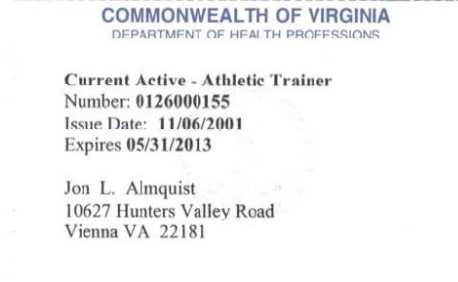 COMMONWEALTH OF VIRGINIA
DEPARTMENT OF HEALTH PROFESSIONS
Current Active - Athletic Trainer
Number: 0126000155
Issue Date: 11/06/2001
Expires 05/31/2013
Jon L. Almquist
10627 Hunters Valley Road
Vienna VA 22181